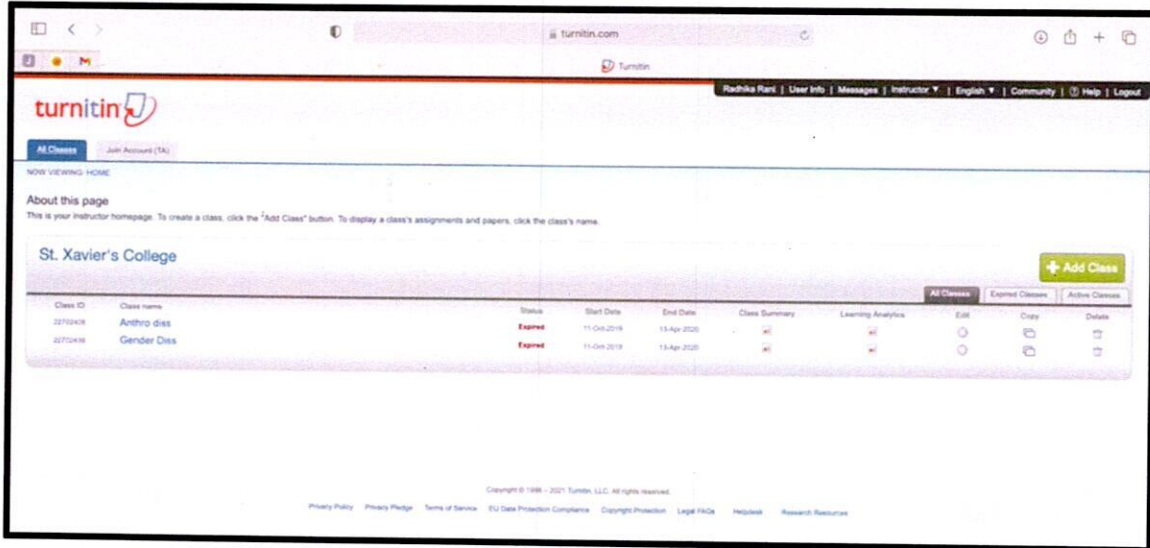 turnitin.com
Turnitin
Radhika Rani | User Info | Messages | Instructor ▼ | English ▼ | Community | ? Help | Logout
turnitin
All Classes Join Account (TA)
NOW VIEWING: HOME
About this page
This is your instructor homepage. To create a class, click the "Add Class" button. To display a class's assignments and papers, click the class's name.
St. Xavier's College
+ Add Class
All Classes Expired Classes Active Classes
Class ID Class name Status Start Date End Date Class Summary Learning Analytics Edit Copy Delete
Anthro diss Expired 11-Oct-2019 15-Apr-2020
Gender Diss Expired 11-Oct-2019 15-Apr-2020
Copyright © 1998 – 2021 Turnitin, LLC. All rights reserved.
Privacy Policy Privacy Pledge Terms of Service EU Data Protection Compliance Copyright Protection Legal FAQs Helpdesk Research Resources